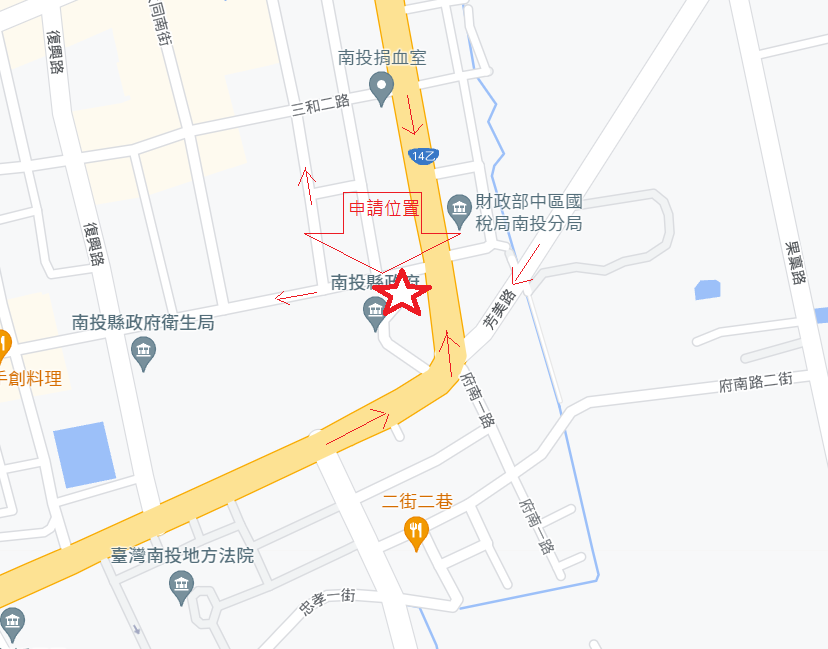 復興路
同南街
南投捐血室
三和二路
14乙
申請位置
財政部中區國
稅局南投分局
復興路
果稟路
南投縣政府
芳美路
南投縣政府衛生局
手創料理
府南一路
府南路二街
二街二巷
府南一路
臺灣南投地方法院
忠孝一街